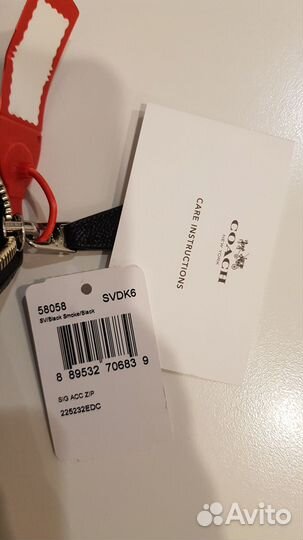 COACH
NEW YORK
CARE INSTRUCTIONS
58058 SVDK6
SV/Black Smoke/Black
8 89532 70683 9
SIG ACC ZIP
225232EDC
Avito